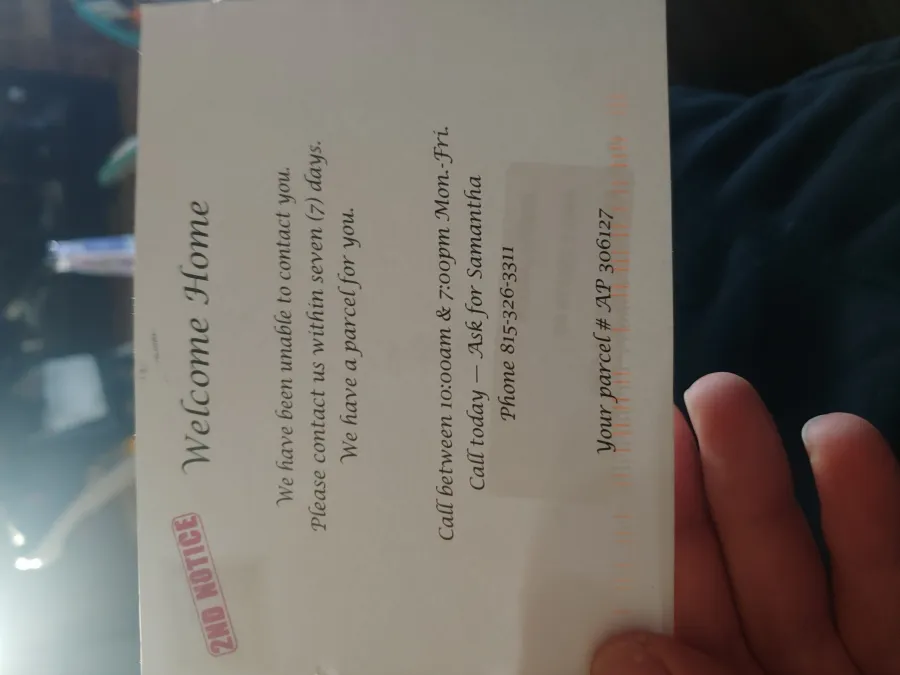 2ND NOTICE
Welcome Home
We have been unable to contact you.
Please contact us within seven (7) days.
We have a parcel for you.
Call between 10:00am & 7:00pm Mon.-Fri.
Call today – Ask for Samantha
Phone 815-326-3311
Your parcel # AP 306127